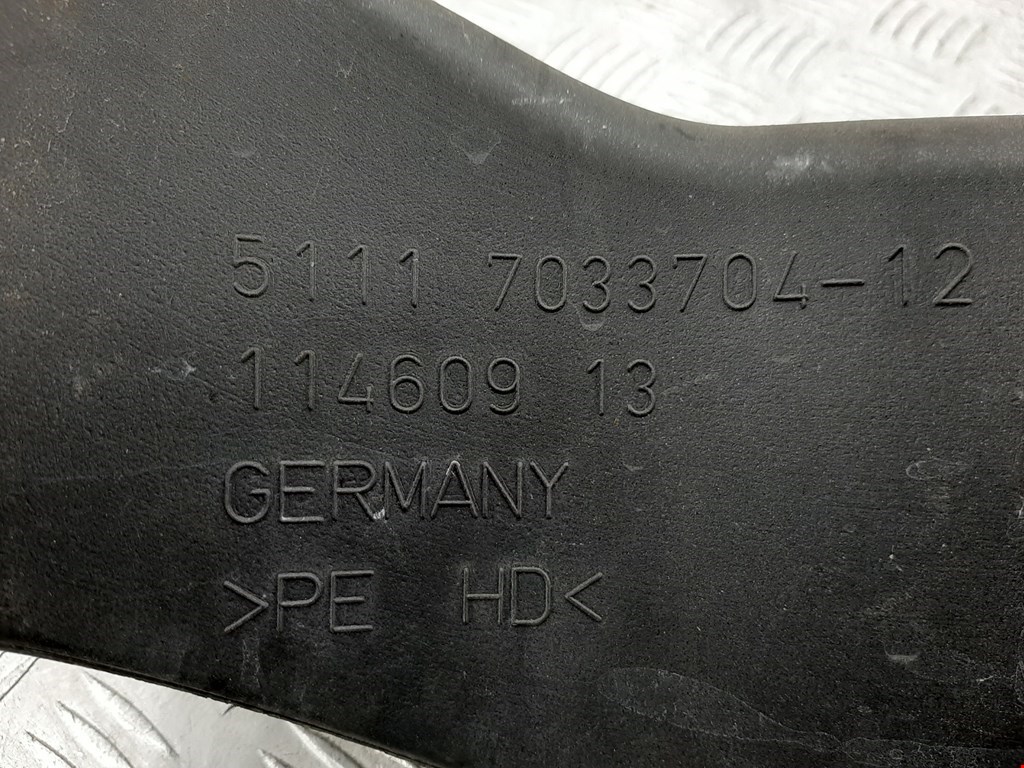 5111 7033704-12
114609 13
GERMANY
>PE HD<